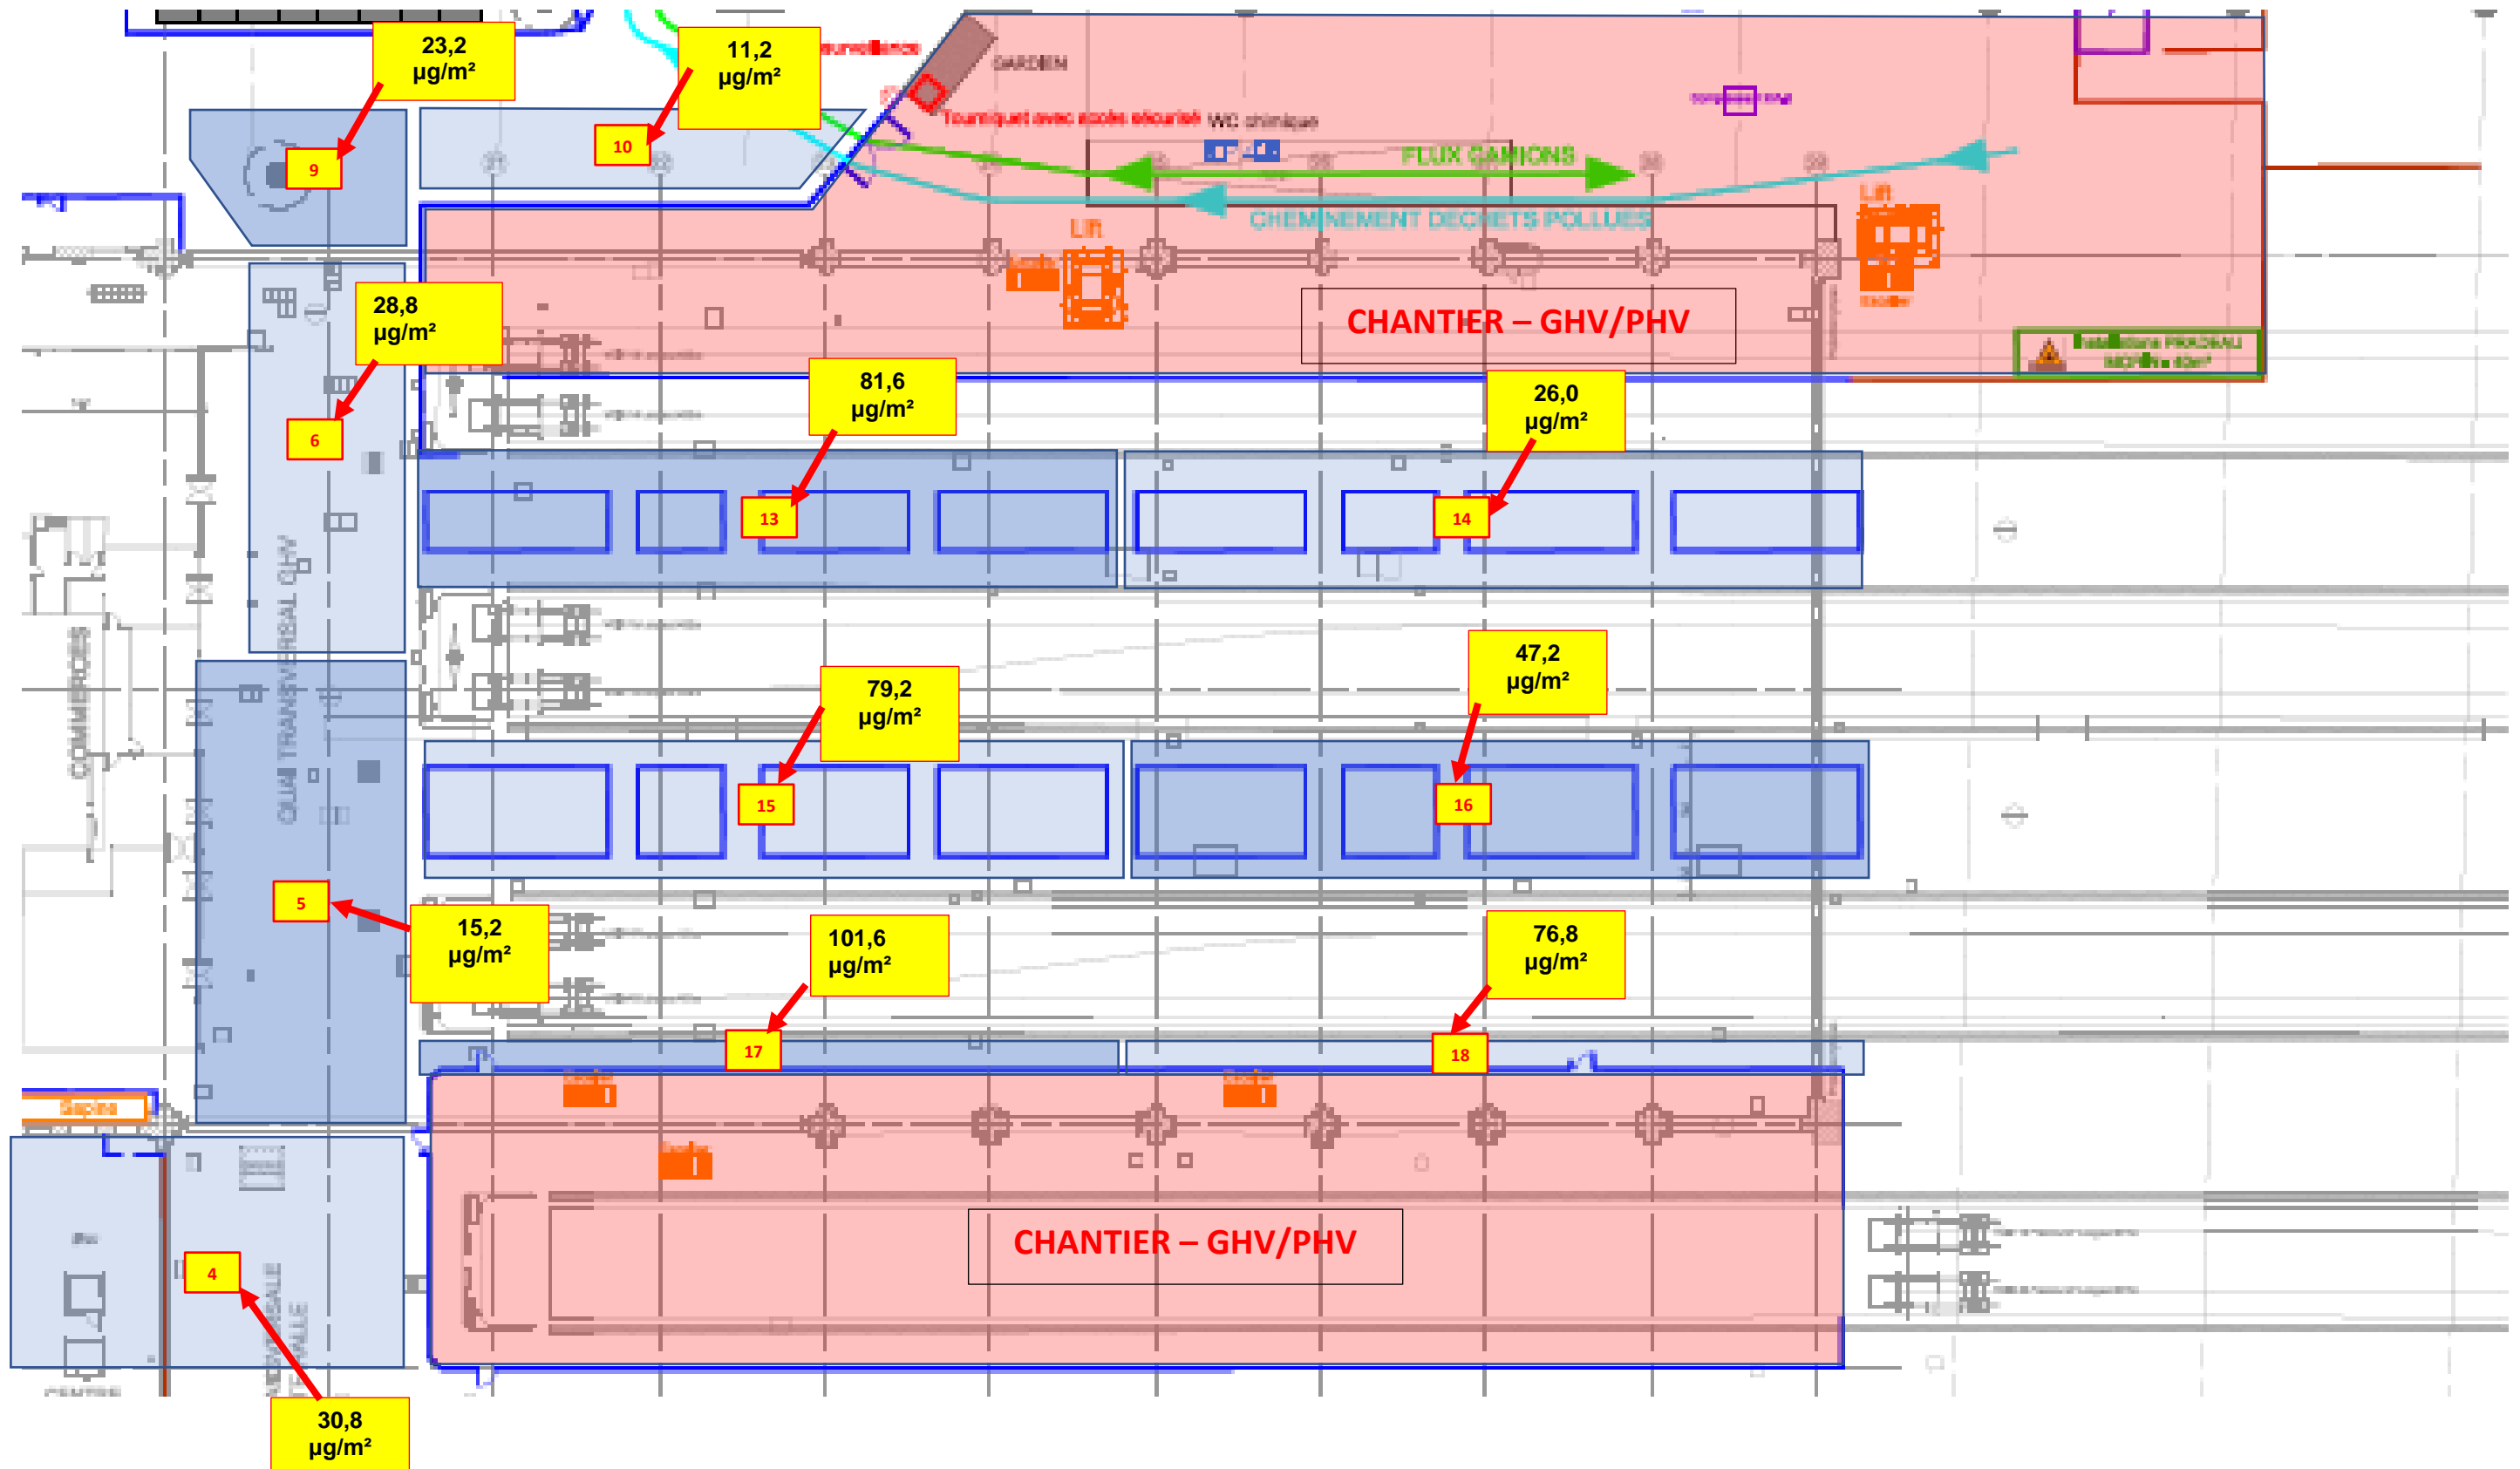 23,2
µg/m²
11,2
µg/m²
surveillance
GARDIEN
Tourniquet avec accès sécurisé
WC chimique
10
9
FLUX CAMIONS
CHEMINEMENT DECHETS POLLUES
Lift
Lift
28,8
µg/m²
CHANTIER – GHV/PHV
81,6
µg/m²
26,0
µg/m²
6
13
14
QUAI TRANSVERSAL GHV
COMMERCES
79,2
µg/m²
47,2
µg/m²
15
16
5
15,2
µg/m²
101,6
µg/m²
76,8
µg/m²
17
18
Sapine
CHANTIER – GHV/PHV
4
30,8
µg/m²